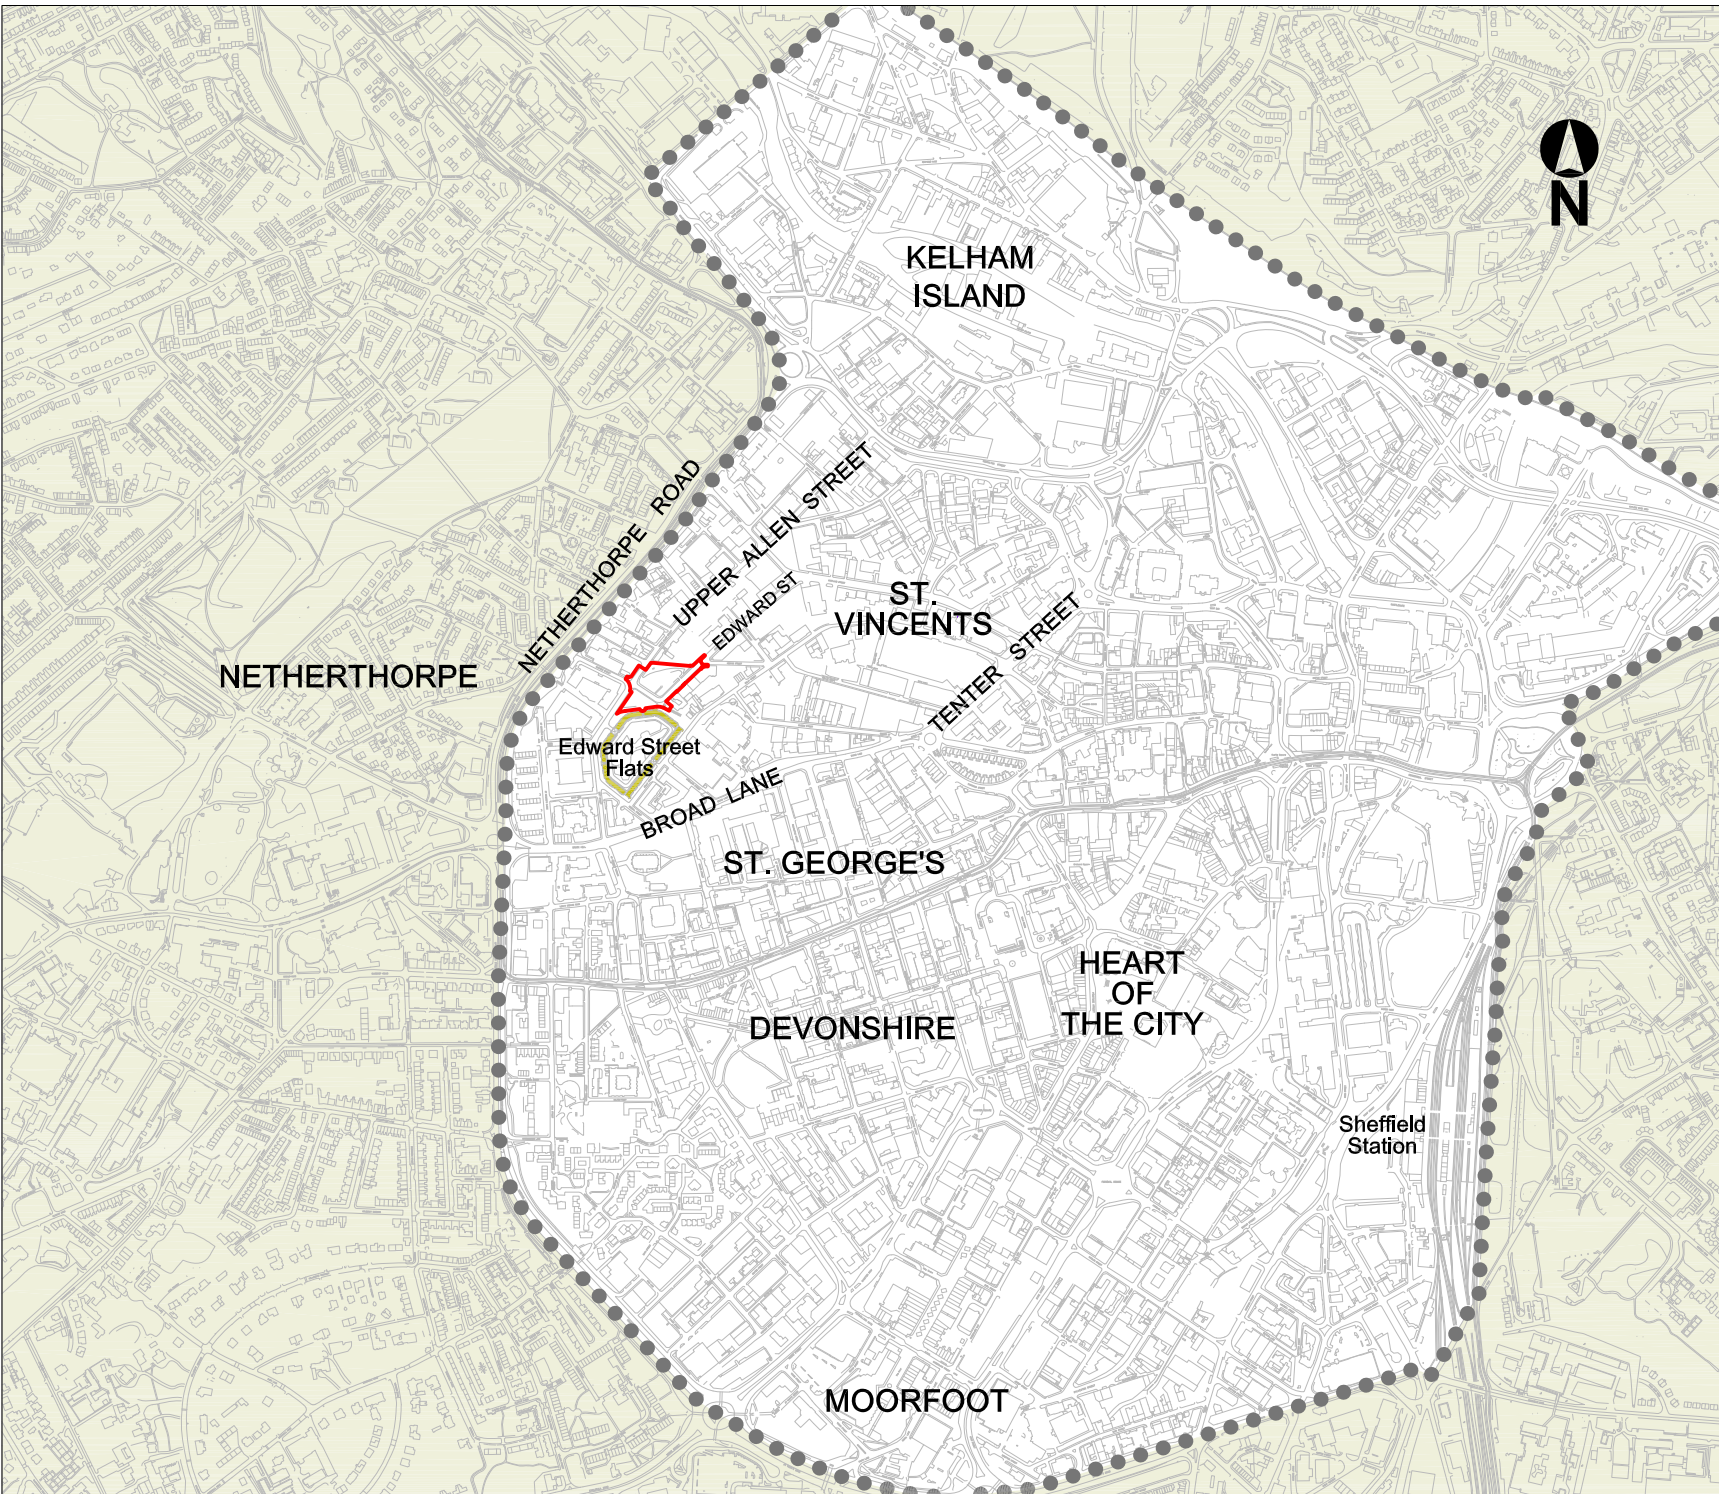 N
KELHAM
ISLAND
NETHERTHORPE ROAD
UPPER ALLEN STREET
EDWARD ST
ST.
VINCENTS
TENTER STREET
NETHERTHORPE
Edward Street
Flats
BROAD LANE
ST. GEORGE'S
HEART
OF
THE CITY
DEVONSHIRE
Sheffield
Station
MOORFOOT